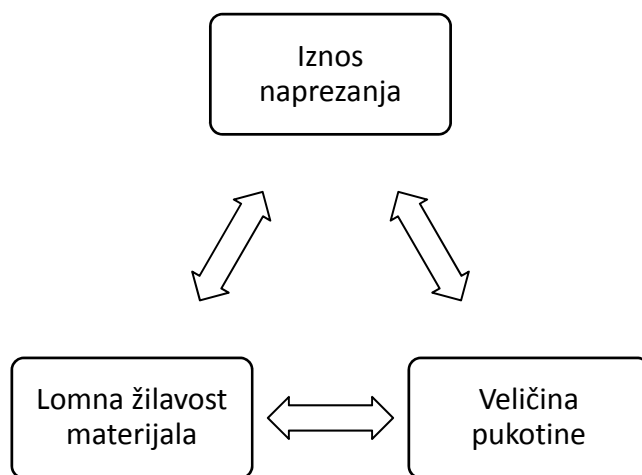 Iznos
naprezanja
Lomna žilavost
materijala
Veličina
pukotine